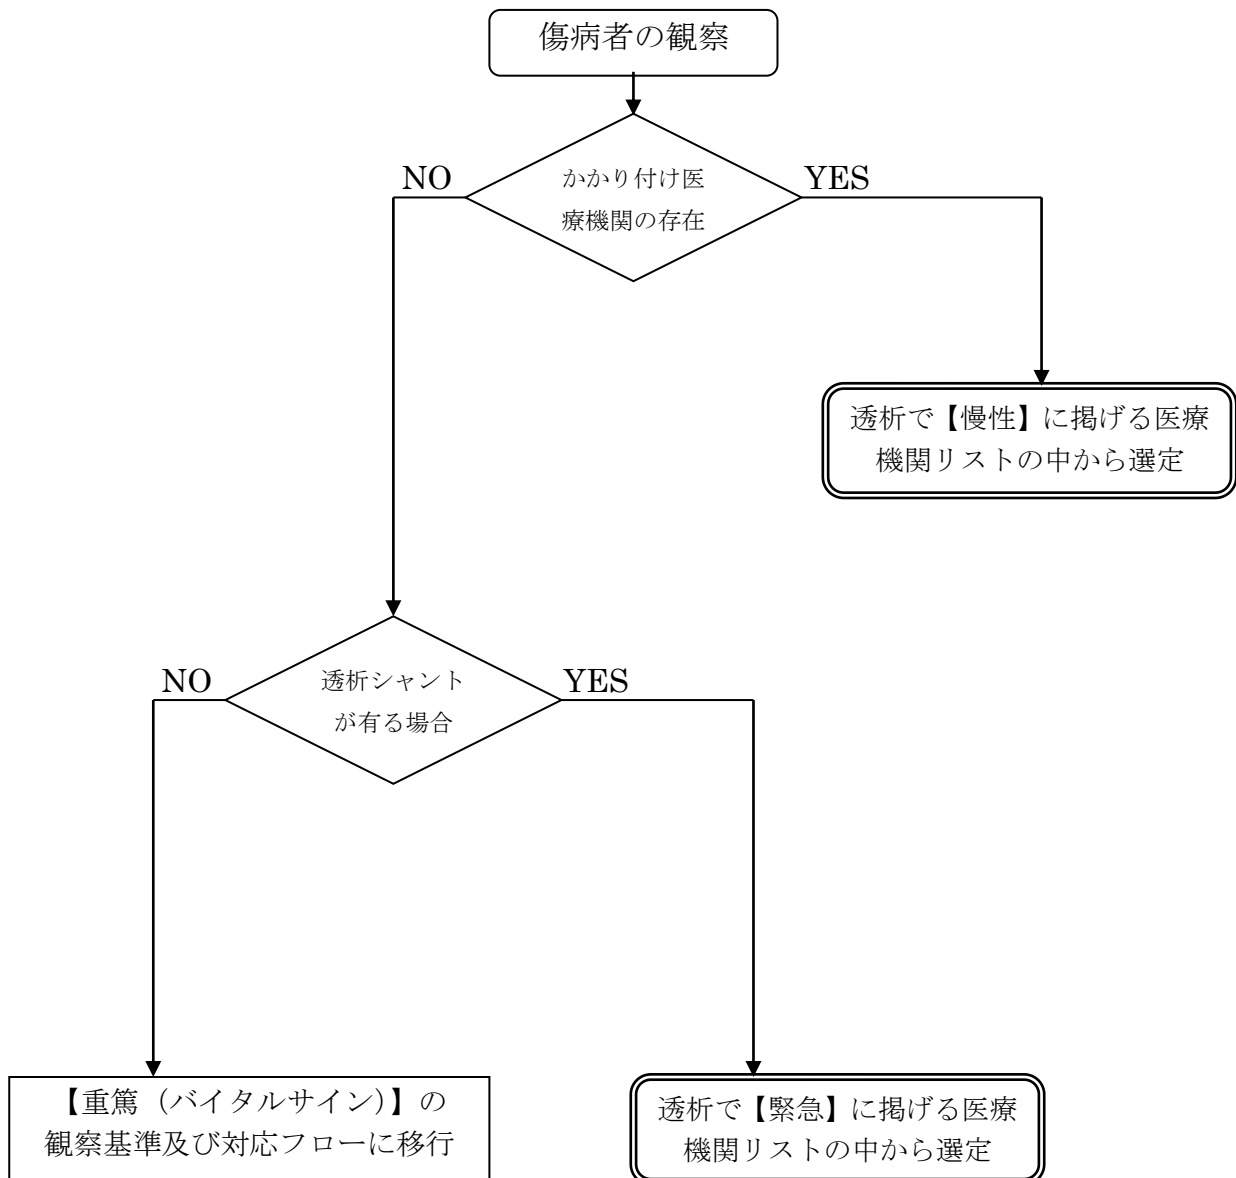 傷病者の観察
NO
かかり付け医
療機関の存在
YES
透析で【慢性】に掲げる医療
機関リストの中から選定
NO
透析シャント
が有る場合
YES
【重篤（バイタルサイン）】の
観察基準及び対応フローに移行
透析で【緊急】に掲げる医療
機関リストの中から選定